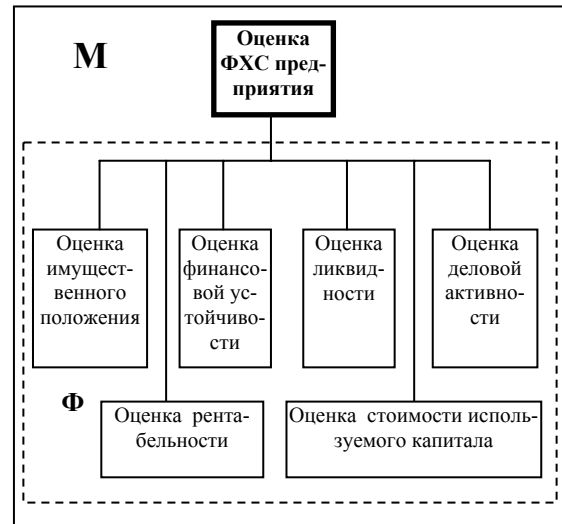 М
Оценка
ФХС пред-
приятия
Оценка
имущест-
венного
положения
Оценка
финансо-
вой ус-
тойчиво-
сти
Оценка
ликвид-
ности
Оценка
деловой
активно-
сти
Ф
Оценка рента-
бельности
Оценка стоимости исполь-
зуемого капитала